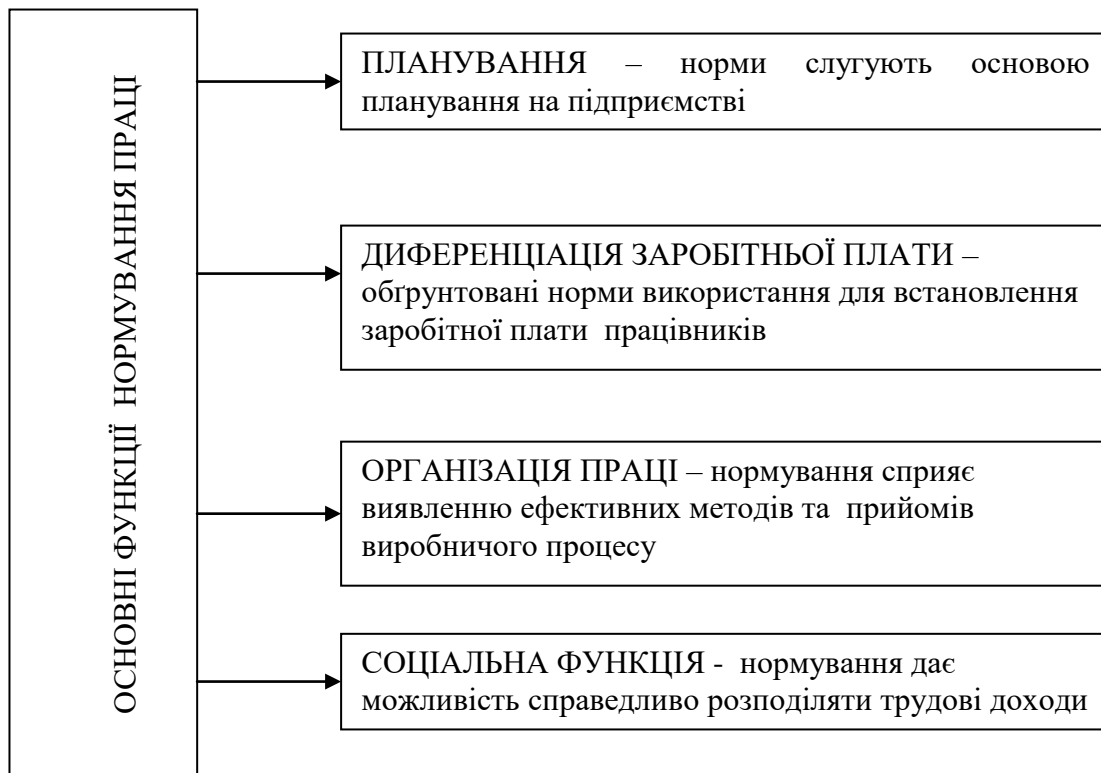 ОСНОВНІ ФУНКЦІЇ НОРМУВАННЯ ПРАЦІ
ПЛАНУВАННЯ – норми слугують основою
планування на підприємстві
ДИФЕРЕНЦІАЦІЯ ЗАРОБІТНЬОЇ ПЛАТИ –
обґрунтовані норми використання для встановлення
заробітної плати працівників
ОРГАНІЗАЦІЯ ПРАЦІ – нормування сприяє
виявленню ефективних методів та прийомів
виробничого процесу
СОЦІАЛЬНА ФУНКЦІЯ - нормування дає
можливість справедливо розподіляти трудові доходи